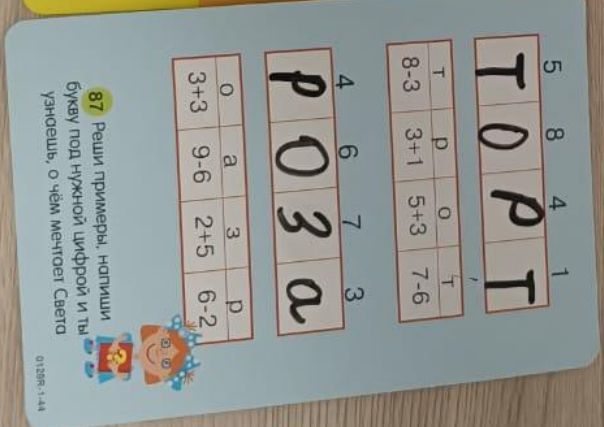 5 8 4 1
Т О Р Т
т р о т
8-3 3+1 5+3 7-6
4 6 7 3
Р О З а
о а з р
3+3 9-6 2+5 6-2
87 Реши примеры, напиши
букву под нужной цифрой и ты
узнаешь, о чём мечтает Света
0128R-1-44